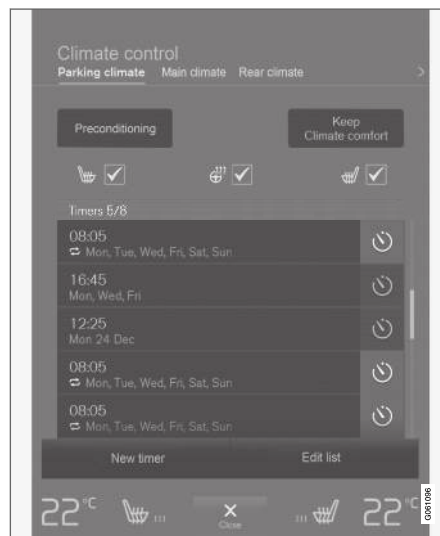 Climate control
Parking climate Main climate Rear climate
Preconditioning
Keep
Climate comfort
Timers 5/8
08:05
Mon, Tue, Wed, Fri, Sat, Sun
16:45
Mon, Wed, Fri
12:25
Mon 24 Dec
08:05
Mon, Tue, Wed, Fri, Sat, Sun
08:05
Mon, Tue, Wed, Fri, Sat, Sun
New timer Edit list
22°C 22°C
Close
G061096